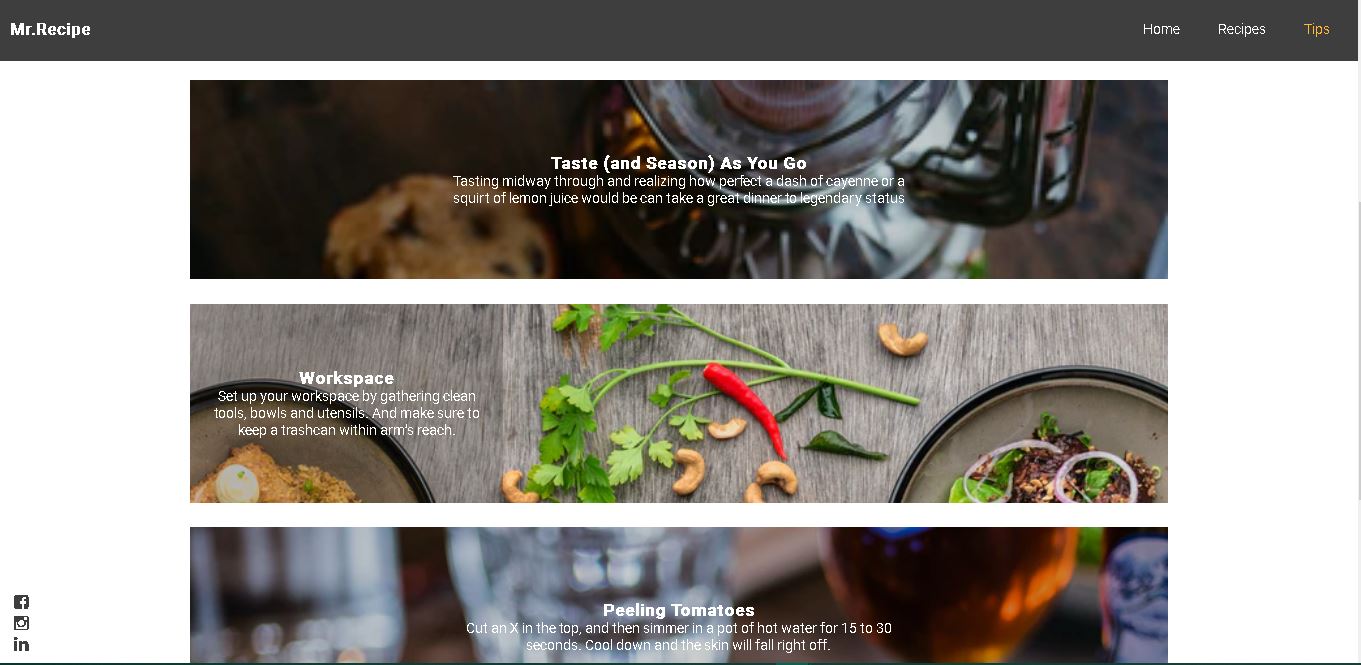 Mr.Recipe
Home Recipes Tips
Taste (and Season) As You Go
Tasting midway through and realizing how perfect a dash of cayenne or a
squirt of lemon juice would be can take a great dinner to legendary status
Workspace
Set up your workspace by gathering clean
tools, bowls and utensils. And make sure to
keep a trashcan within arm's reach.
Peeling Tomatoes
Cut an X in the top, and then simmer in a pot of hot water for 15 to 30
seconds. Cool down and the skin will fall right off.